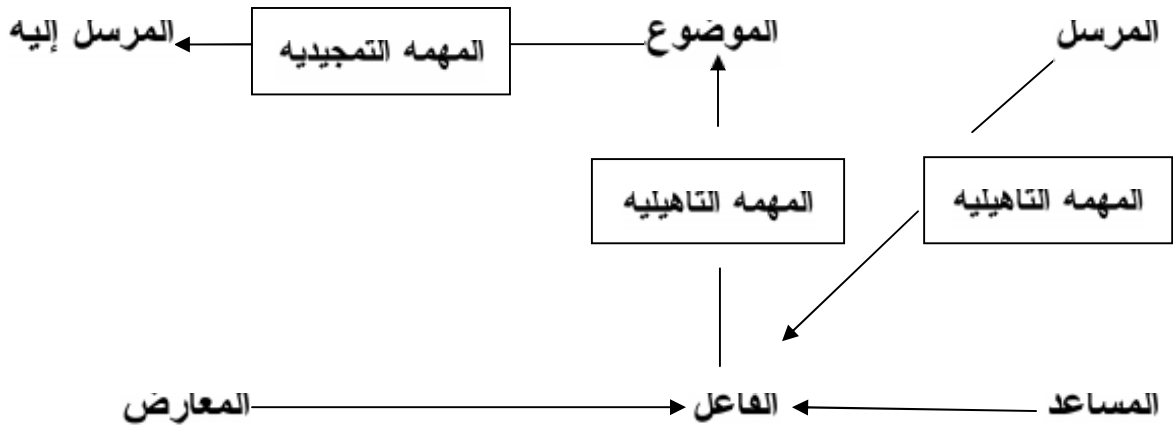 المرسل
الموضوع
المهمه التمجيديه
المرسل إليه
المهمه التاهيليه
المهمه التاهيليه
المساعد
الفاعل
المعارض